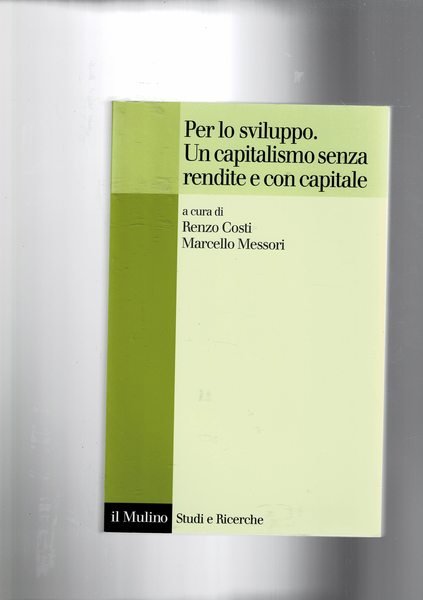 Per lo sviluppo.
Un capitalismo senza
rendite e con capitale
a cura di
Renzo Costi
Marcello Messori
il Mulino Studi e Ricerche